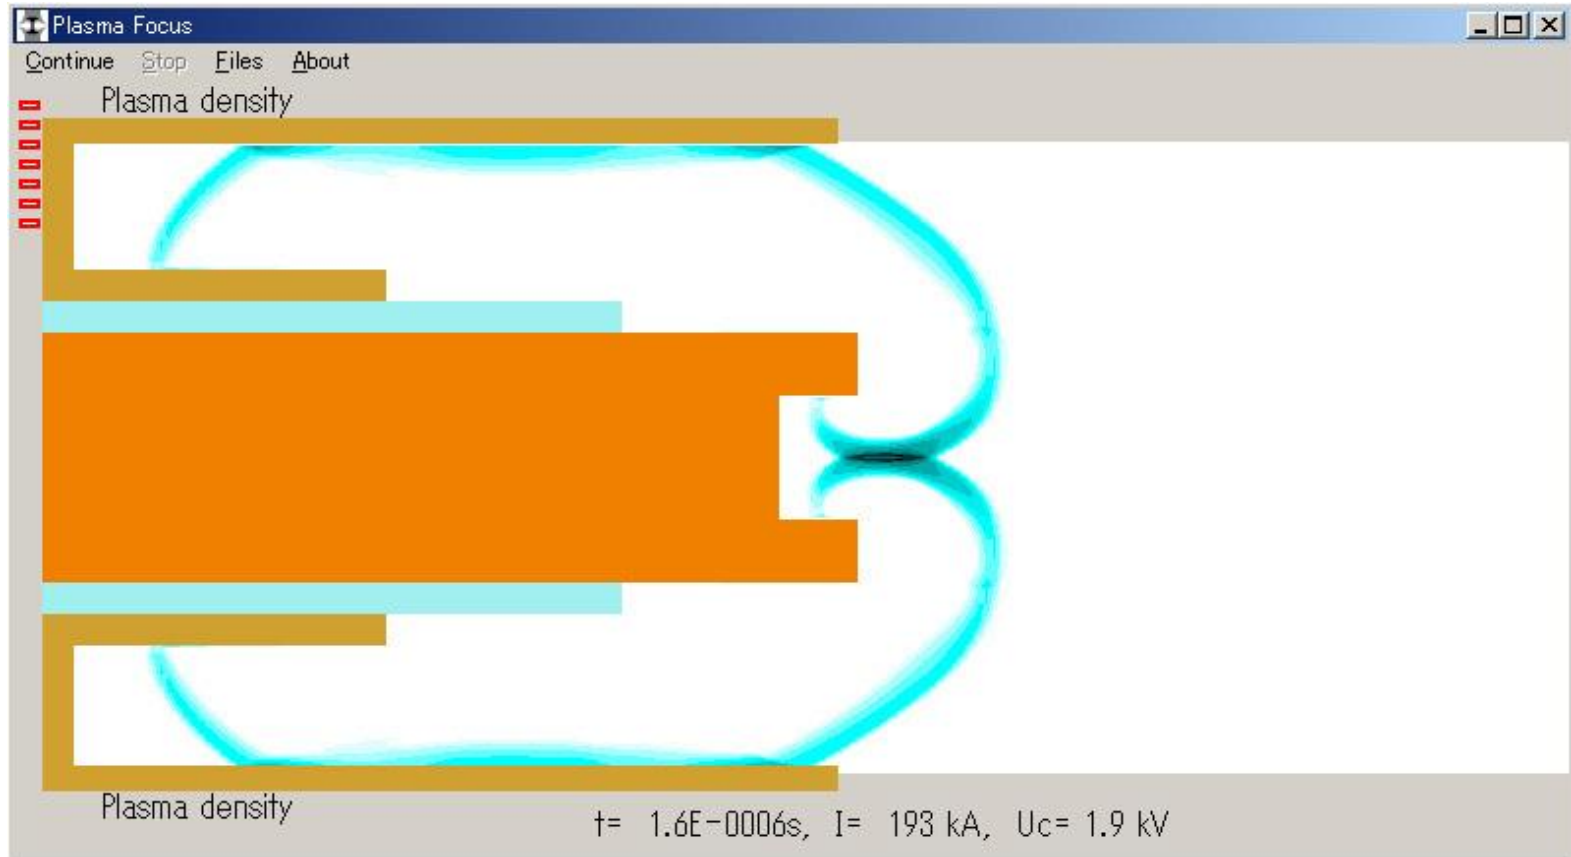 Plasma Focus
Continue Stop Files About
Plasma density
Plasma density
t= 1.6E-0006s, I= 193 kA, Uc= 1.9 kV